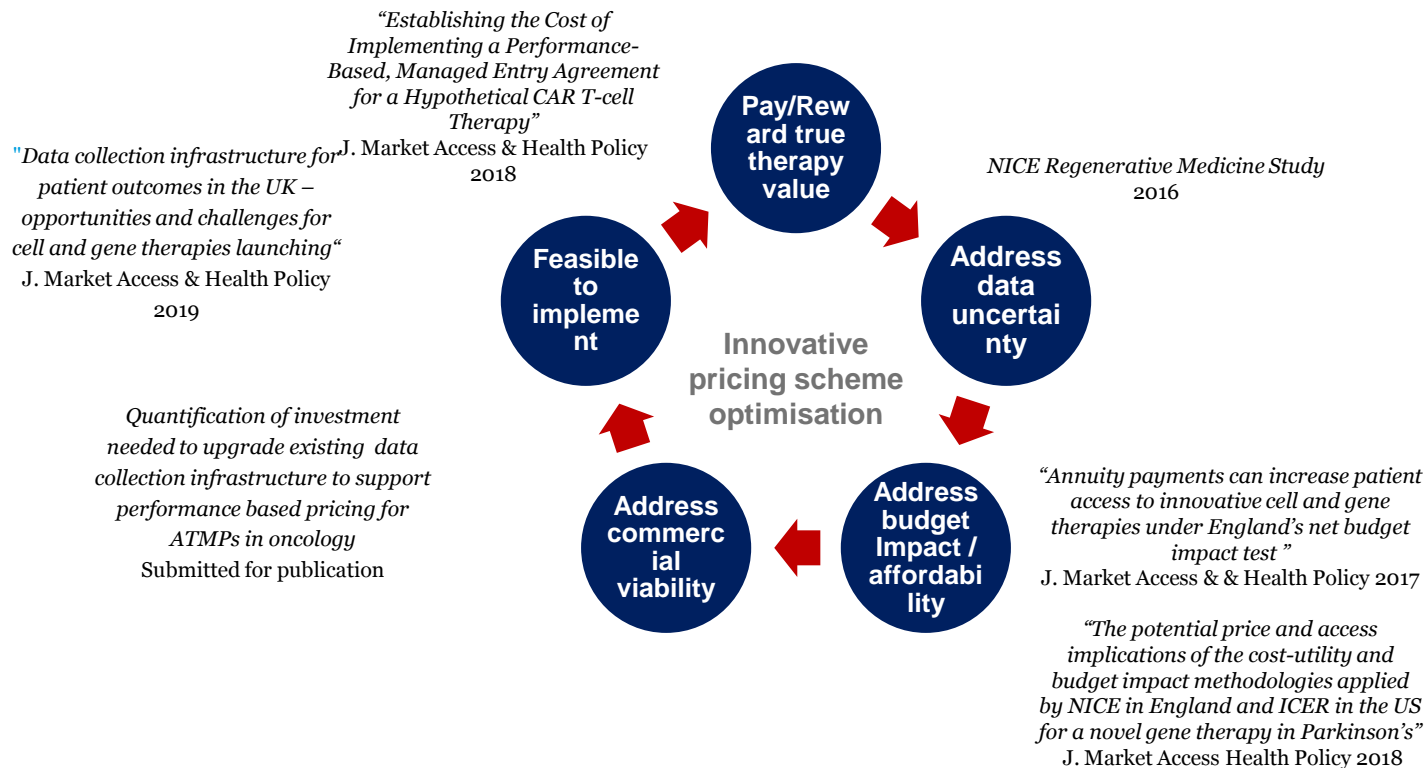 “Establishing the Cost of
Implementing a Performance-
Based, Managed Entry Agreement
for a Hypothetical CAR T-cell
Therapy”
J. Market Access & Health Policy
2018
"Data collection infrastructure for
patient outcomes in the UK –
opportunities and challenges for
cell and gene therapies launching“
J. Market Access & Health Policy
2019
Pay/Rew
ard true
therapy
value
NICE Regenerative Medicine Study
2016
Feasible
to
impleme
nt
Address
data
uncertai
nty
Innovative
pricing scheme
optimisation
Quantification of investment
needed to upgrade existing  data
collection infrastructure to support
performance based pricing for
ATMPs in oncology
Submitted for publication
Address
commerc
ial
viability
Address
budget
Impact /
affordabi
lity
“Annuity payments can increase patient
access to innovative cell and gene
therapies under England’s net budget
impact test ”
J. Market Access & & Health Policy 2017
“The potential price and access
implications of the cost-utility and
budget impact methodologies applied
by NICE in England and ICER in the US
for a novel gene therapy in Parkinson’s”
J. Market Access Health Policy 2018